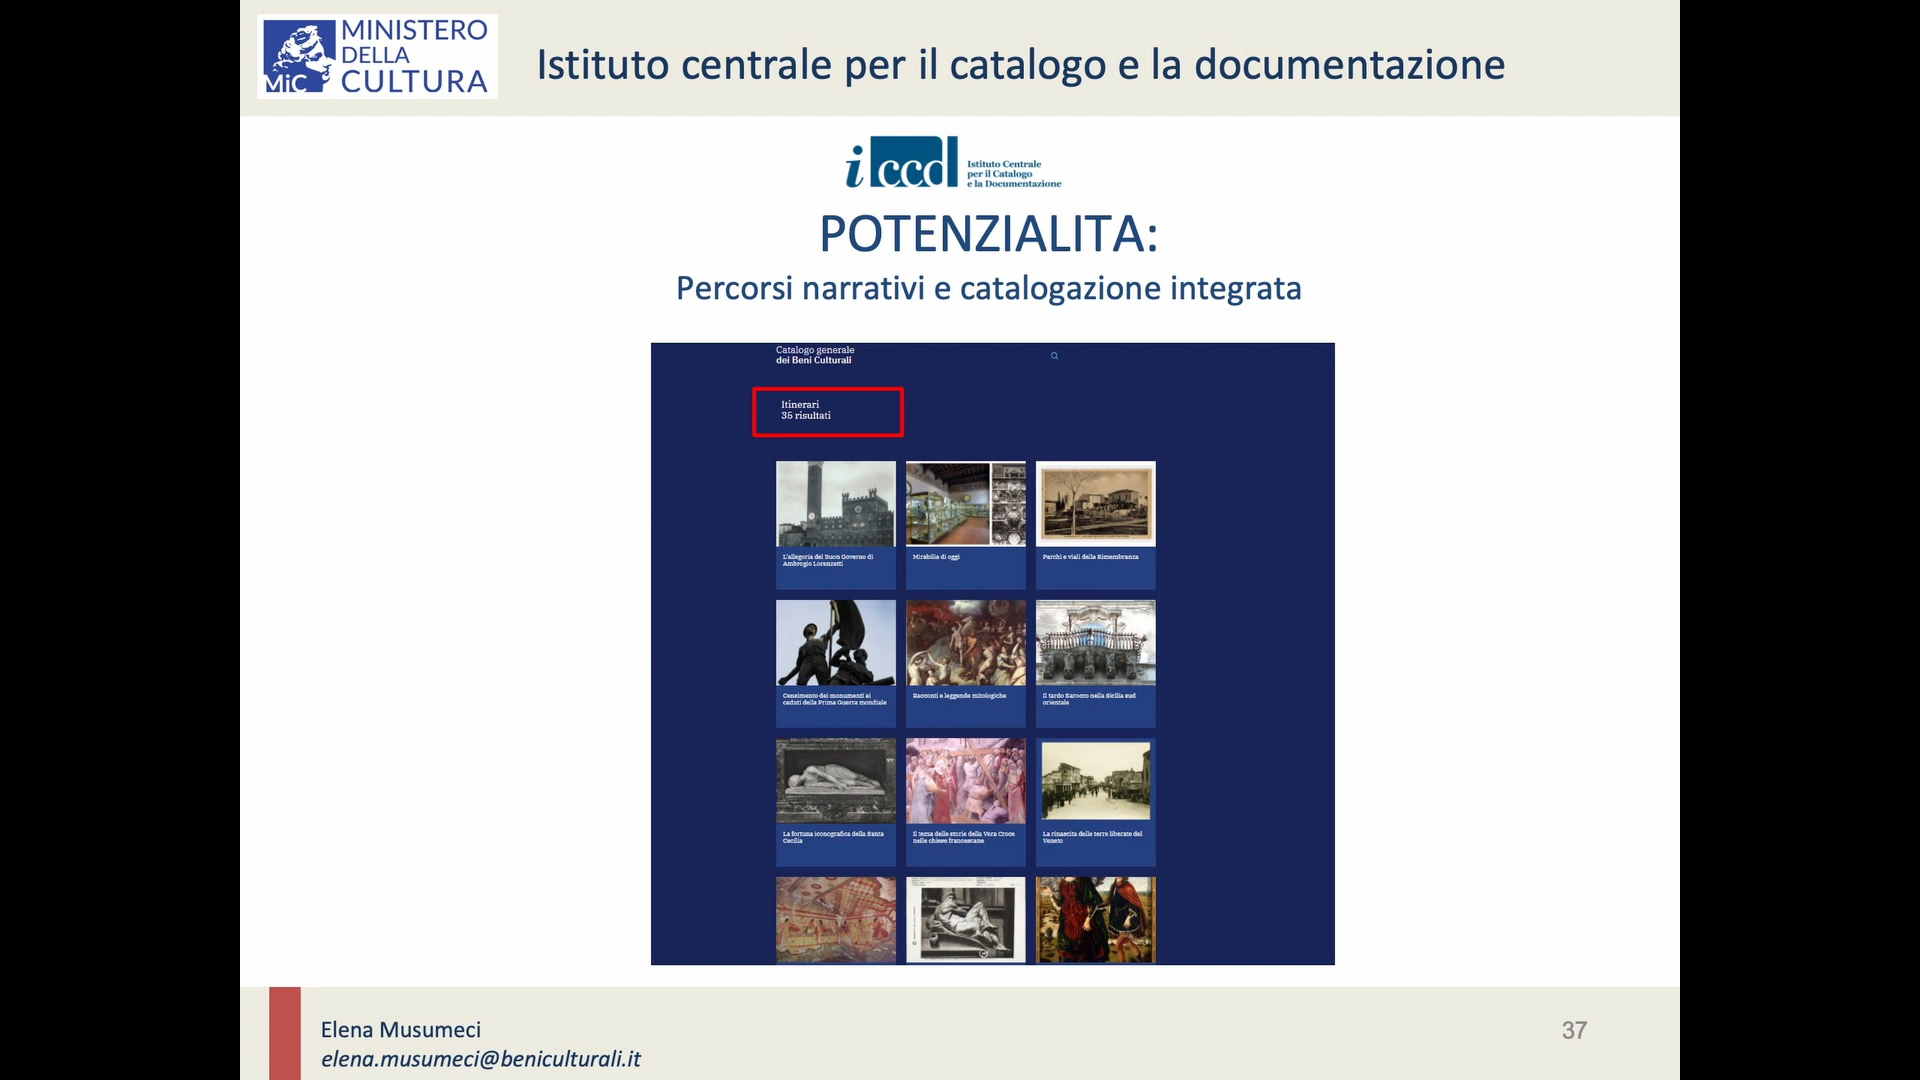 MiC
MINISTERO
DELLA
CULTURA
Istituto centrale per il catalogo e la documentazione
iccd
Istituto Centrale
per il Catalogo
e la Documentazione
POTENZIALITA:
Percorsi narrativi e catalogazione integrata
Catalogo generale
dei Beni Culturali
Itinerari
35 risultati
L'allegoria del Buon Governo di
Ambrogio Lorenzetti
Mirabilia di oggi
Parchi e viali della Rimembranza
Censimento dei monumenti ai
caduti della Prima Guerra mondiale
Racconti e leggende mitologiche
Il tardo Barocco nella Sicilia sud
orientale
La fortuna iconografica della Santa
Cecilia
Il tema delle storie della Vera Croce
nelle chiese francescane
La rinascita delle terre liberate del
Veneto
Elena Musumeci
elena.musumeci@beniculturali.it
37